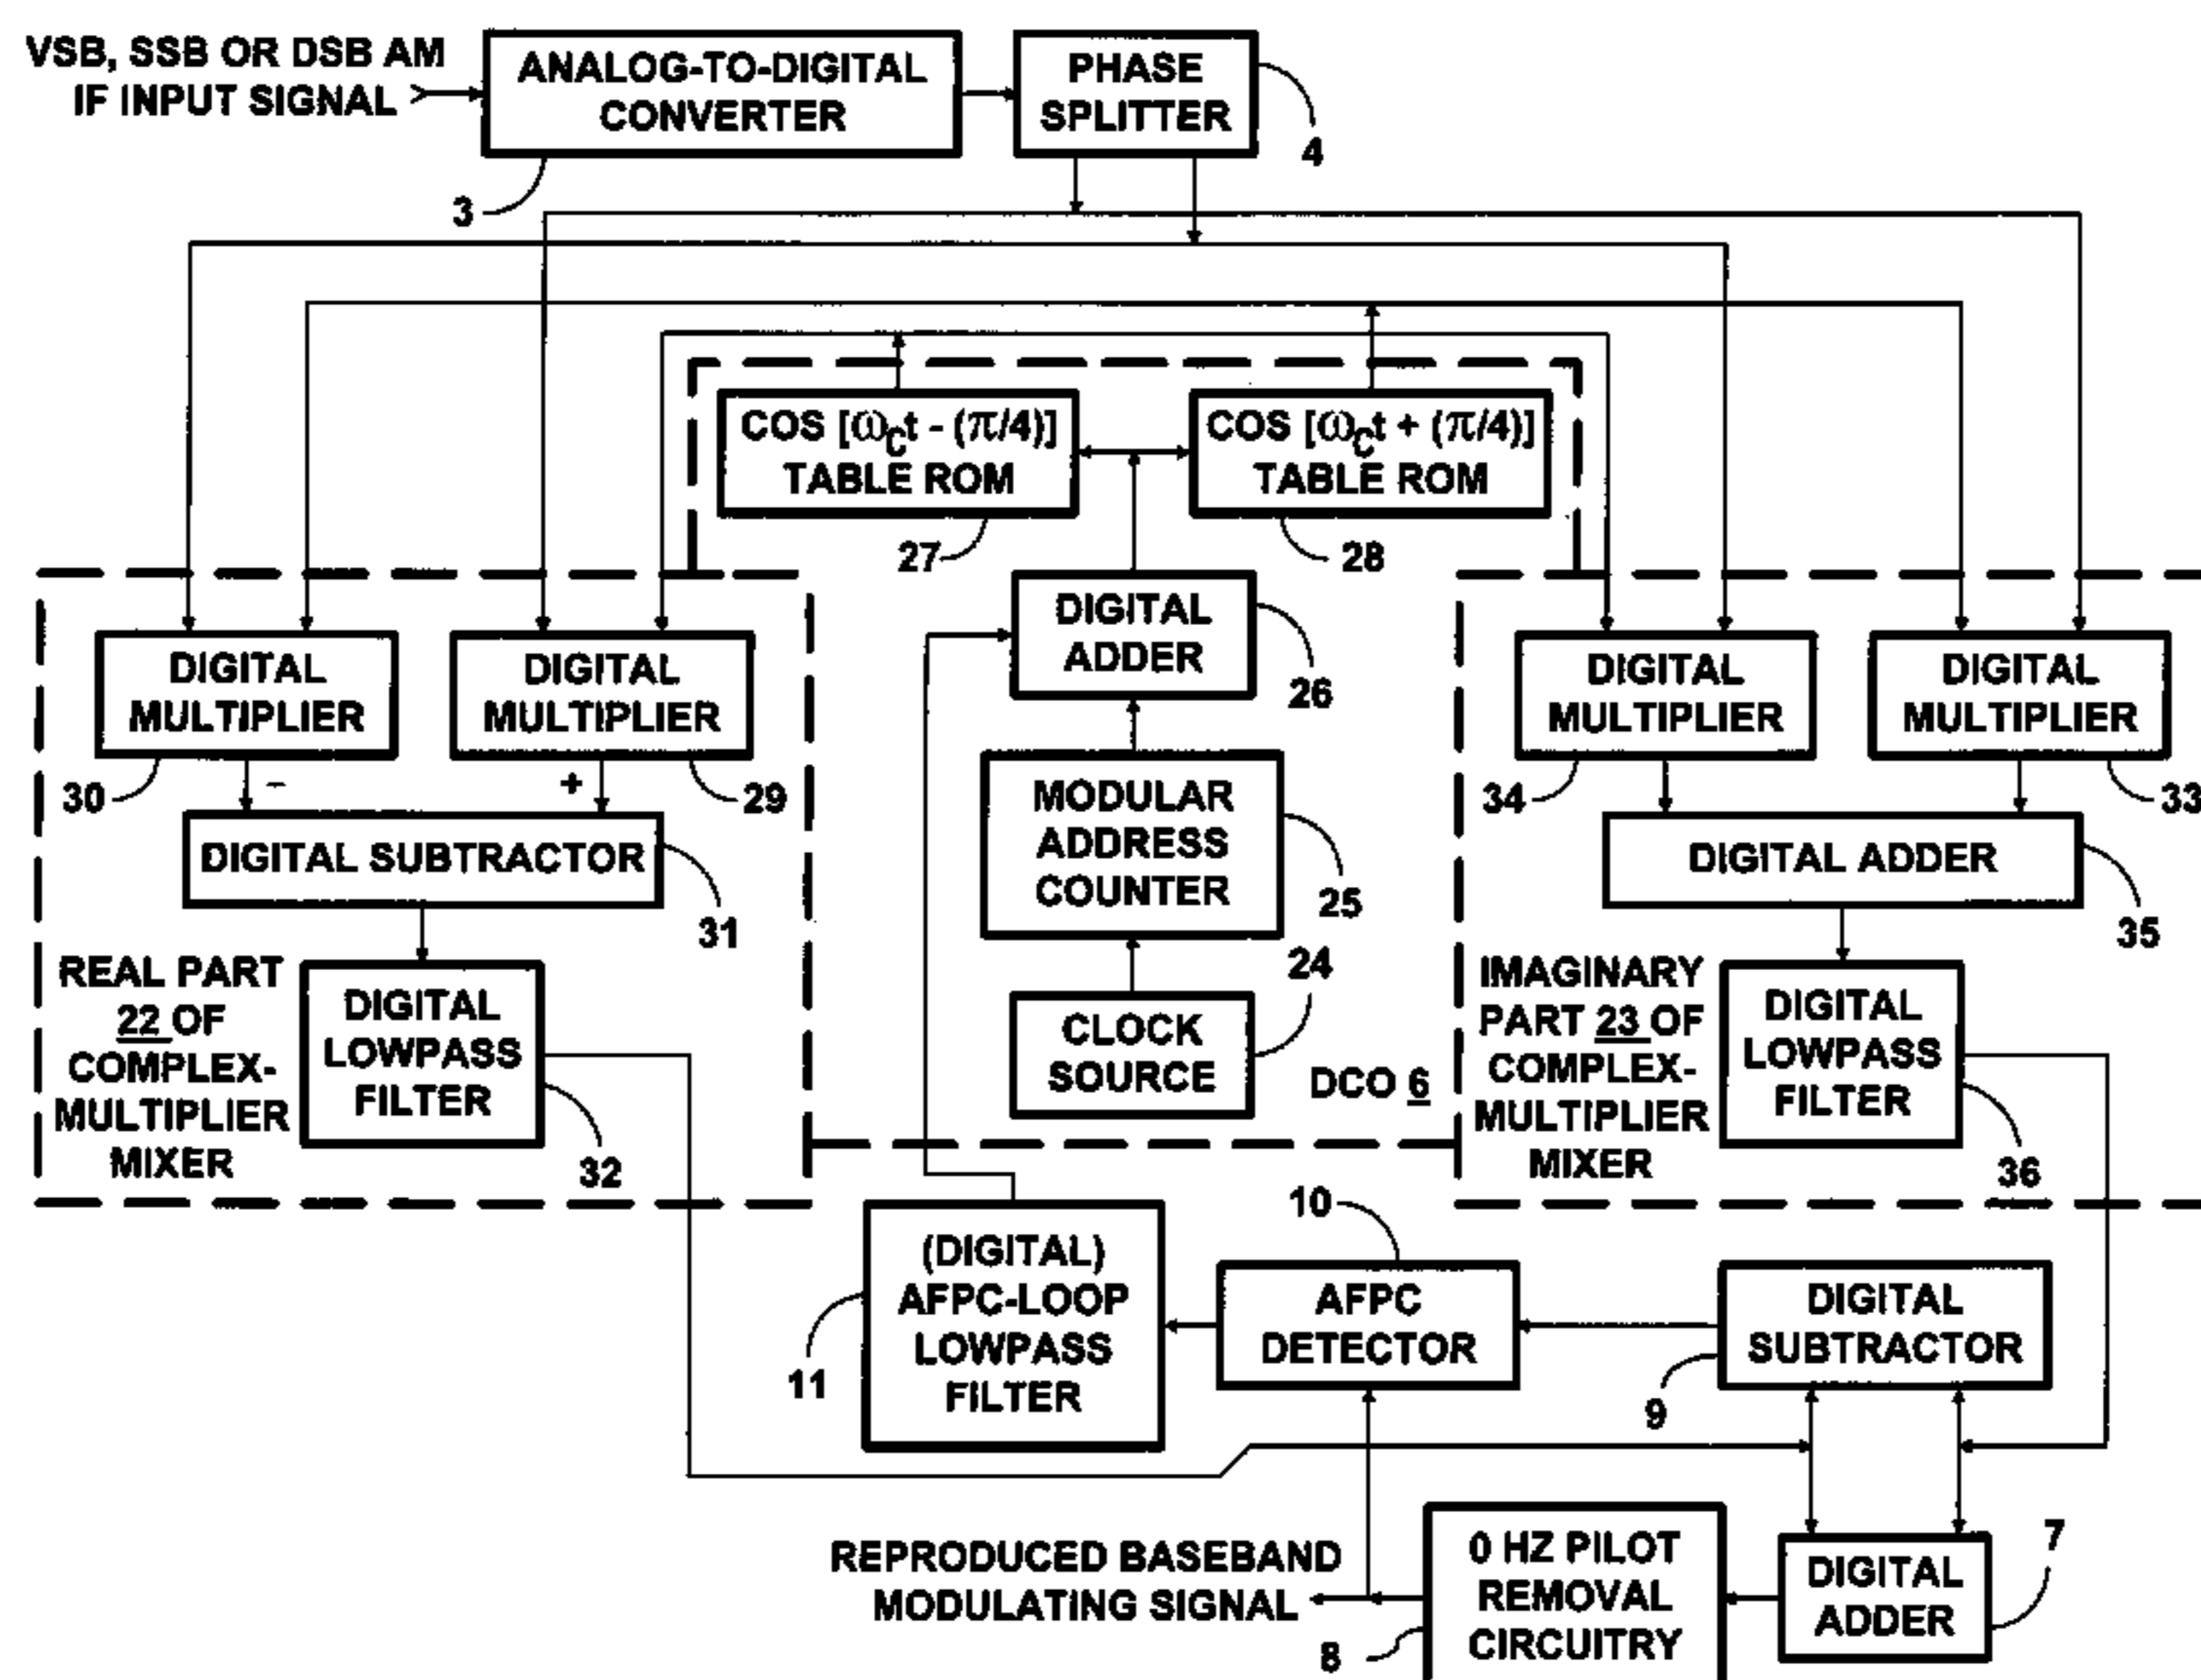 VSB, SSB OR DSB AM
IF INPUT SIGNAL
ANALOG-TO-DIGITAL
CONVERTER
PHASE
SPLITTER
3
4
COS [ωCt - (π/4)]
TABLE ROM
COS [ωCt + (π/4)]
TABLE ROM
27
28
DIGITAL
MULTIPLIER
DIGITAL
MULTIPLIER
DIGITAL
ADDER
26
DIGITAL
MULTIPLIER
DIGITAL
MULTIPLIER
30
-
+
29
34
33
DIGITAL SUBTRACTOR
31
MODULAR
ADDRESS
COUNTER
25
DIGITAL ADDER
35
REAL PART
22 OF
COMPLEX-
MULTIPLIER
MIXER
DIGITAL
LOWPASS
FILTER
32
CLOCK
SOURCE
24
DCO 6
IMAGINARY
PART 23 OF
COMPLEX-
MULTIPLIER
MIXER
DIGITAL
LOWPASS
FILTER
36
(DIGITAL)
AFPC-LOOP
LOWPASS
FILTER
11
10
AFPC
DETECTOR
DIGITAL
SUBTRACTOR
9
REPRODUCED BASEBAND
MODULATING SIGNAL
0 HZ PILOT
REMOVAL
CIRCUITRY
8
DIGITAL
ADDER
7